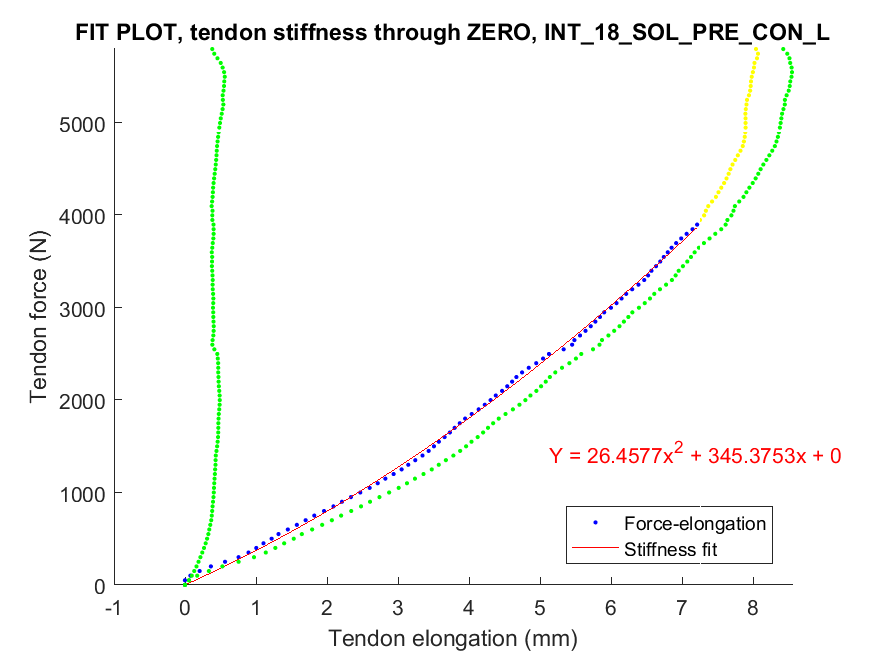 FIT PLOT, tendon stiffness through ZERO, INT_18_SOL_PRE_CON_L
5000
4000
3000
2000
1000
0
Tendon force (N)
Y = 26.4577x² + 345.3753x + 0
Force-elongation
Stiffness fit
-1 0 1 2 3 4 5 6 7 8
Tendon elongation (mm)